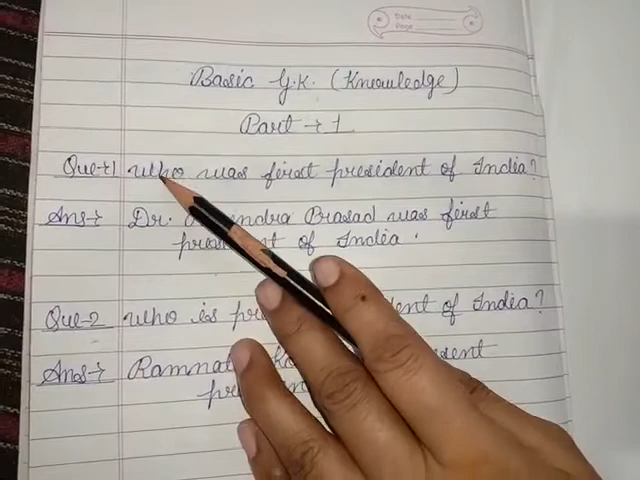 Date
Page
Basic G.K. (Knowledge)
Part → 1
Que→1 who was first president of India?
Ans→ Dr. Prasad was first
of India.
Que-2 who is of India?
Ans→